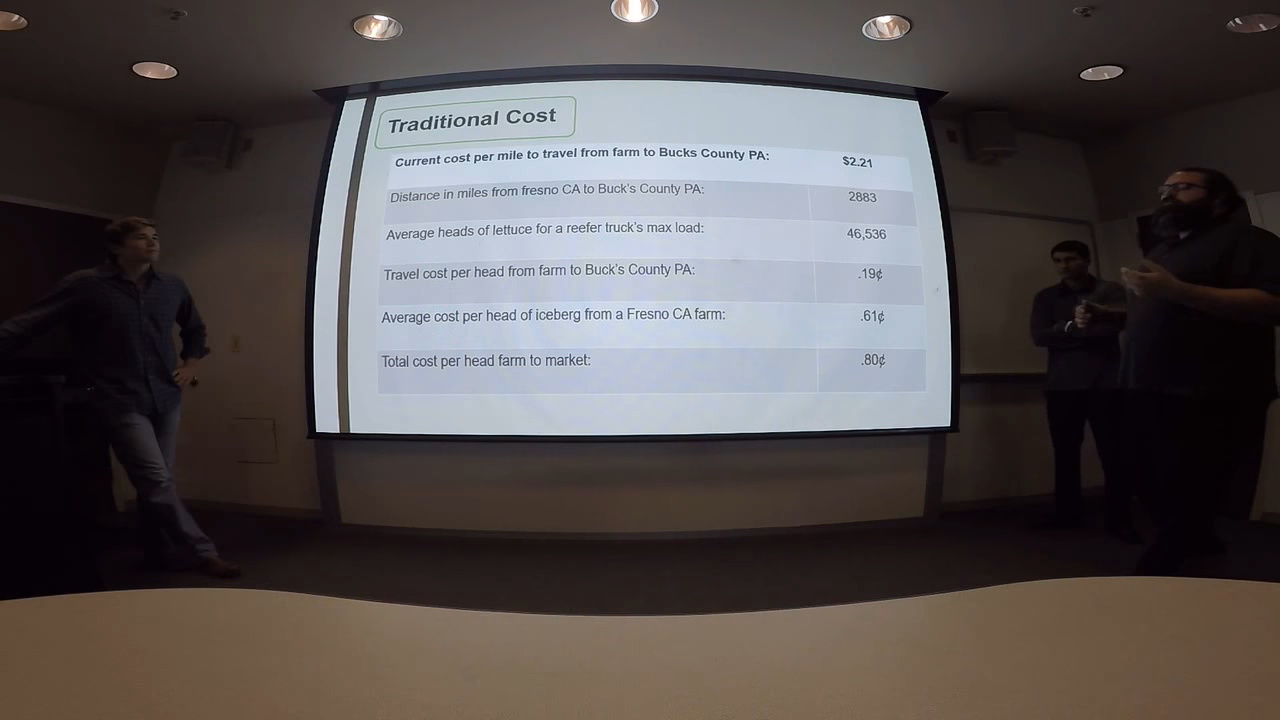 Traditional Cost
Current cost per mile to travel from farm to Bucks County PA: $2.21
Distance in miles from fresno CA to Buck's County PA: 2883
Average heads of lettuce for a reefer truck's max load: 46,536
Travel cost per head from farm to Buck's County PA: .19¢
Average cost per head of iceberg from a Fresno CA farm: .61¢
Total cost per head farm to market: .80¢